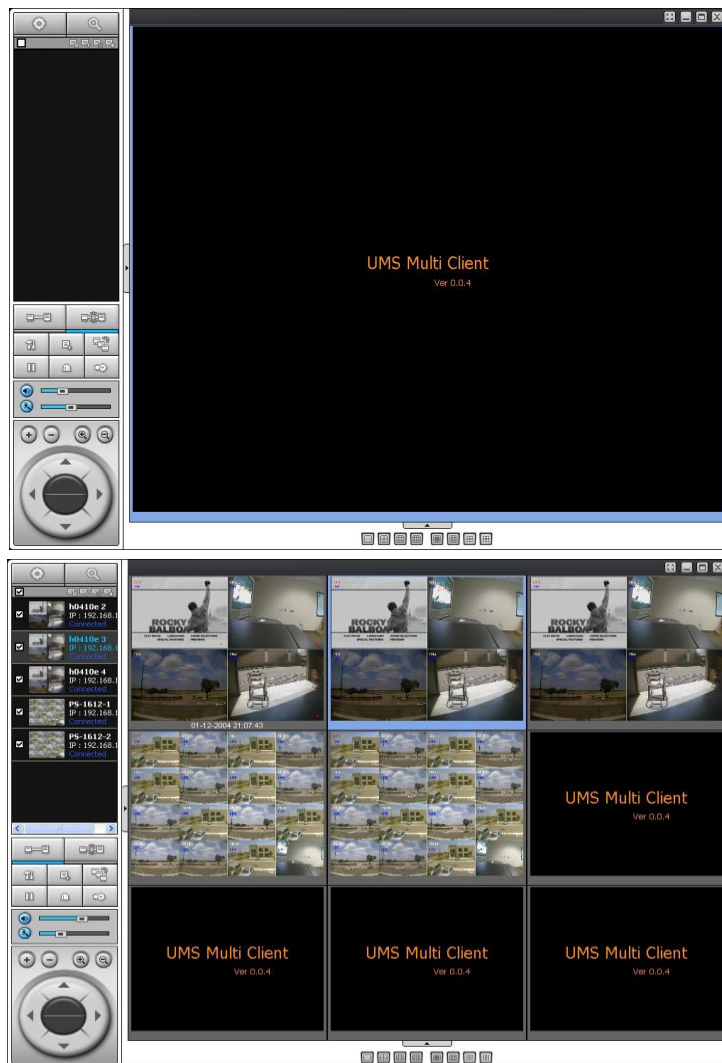 UMS Multi Client
Ver 0.0.4
h0410e 2
IP : 192.168.1
Connected
h0410e 3
IP : 192.168.1
Connected
h0410e 4
IP : 192.168.1
Connected
PS-1612-1
IP : 192.168.1
Connected
PS-1612-2
IP : 192.168.1
Connected
ROCKY
BALBOA
ROCKY
BALBOA
ROCKY
BALBOA
01-12-2004 21:07:43
UMS Multi Client
Ver 0.0.4
UMS Multi Client
Ver 0.0.4
UMS Multi Client
Ver 0.0.4
UMS Multi Client
Ver 0.0.4